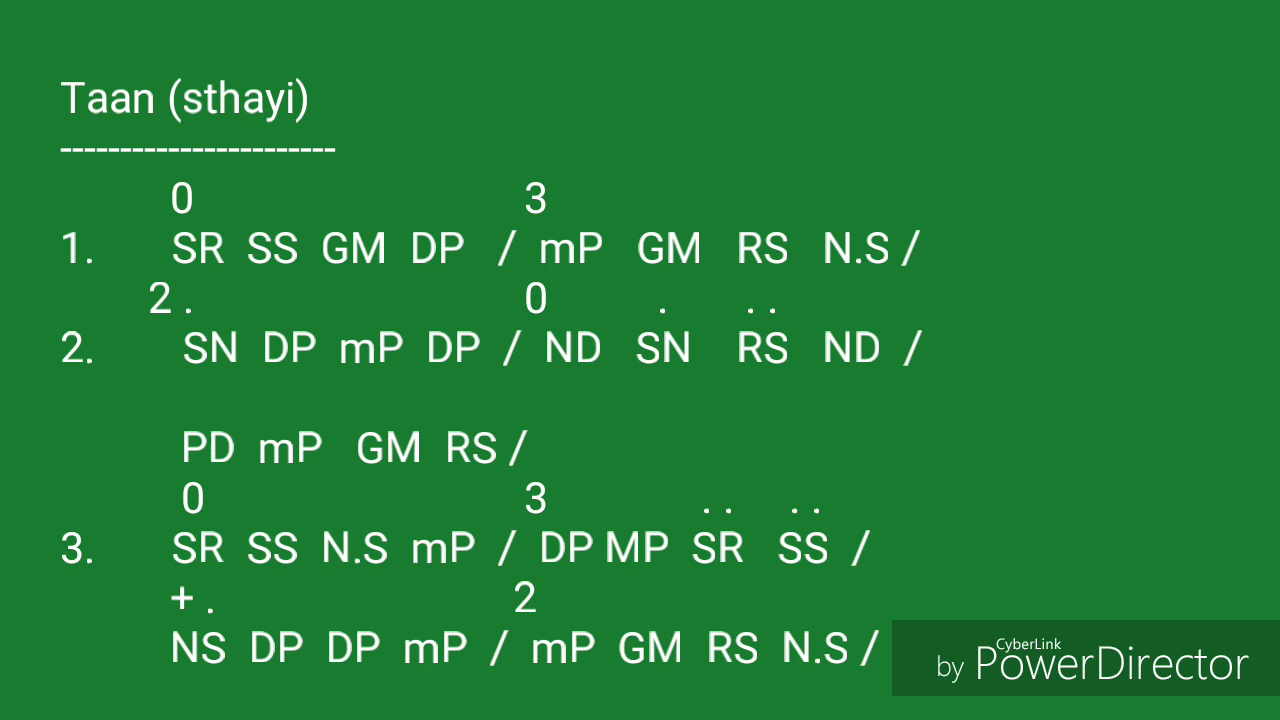 Taan (sthayi)
-----------------------
0 3
1. SR SS GM DP / mP GM RS N.S /
2 . 0 . . .
2. SN DP mP DP / ND SN RS ND /
PD mP GM RS /
0 3 . . . .
3. SR SS N.S mP / DP MP SR SS /
+ . 2
NS DP DP mP / mP GM RS N.S /
by CyberLink PowerDirector